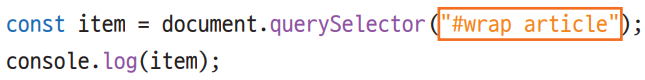 const item = document.querySelector("#wrap article");
console.log(item);